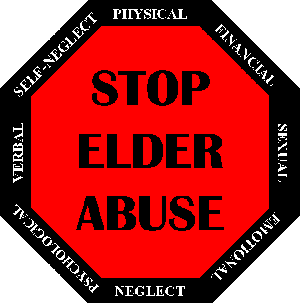 PHYSICAL
FINANCIAL
SEXUAL
EMOTIONAL
NEGLECT
PSYCHOLOGICAL
VERBAL
SELF-NEGLECT
STOP
ELDER
ABUSE